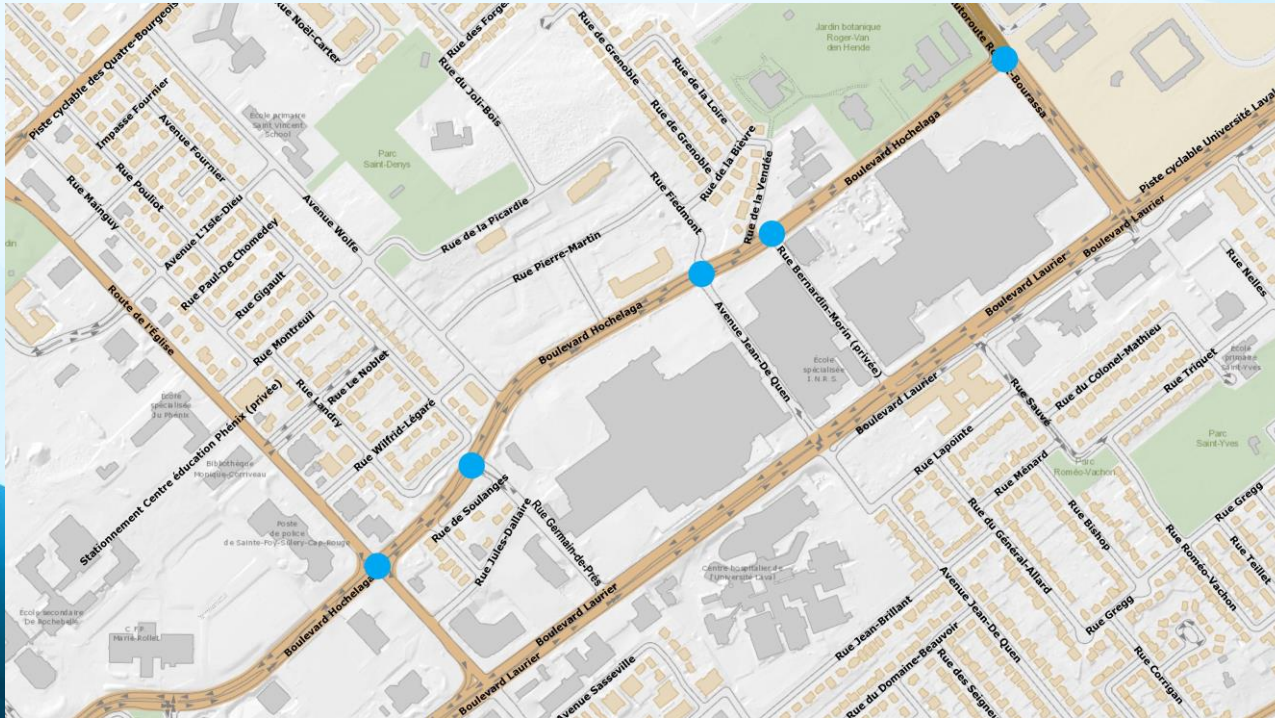 Rue Noël-Carter
Rue des Forges
Rue de Grenoble
Jardin botanique
Roger-Van
den Hende
Piste cyclable des Quatre-Bourgeois
Impasse Fournier
Avenue Fournier
École primaire
Saint Vincent
School
Rue du Joli-Bois
Rue de la Loire
Rue de Grenoble
Boulevard Hochelaga
Piste cyclable Université Laval
Parc
Saint-Denys
Rue Mainguy
Rue Pouliot
Avenue L'Isle-Dieu
Avenue Wolfe
Rue de la Picardie
Rue Piedmont
Rue de la Bièvre
Rue de la Vendée
Rue Paul-De Chomedey
Rue Gigault
Rue Pierre-Martin
Boulevard Laurier
Boulevard Laurier
Rue Nelles
Route de l'Église
Rue Montreuil
Boulevard Hochelaga
Avenue Jean-De Quen
Rue Bernardin-Morin (privée)
Boulevard Laurier
Rue Le Noblet
Rue Landry
École
spécialisée
I.N.R.S.
Rue du Colonel-Mathieu
École
primaire
Saint-Yves
Rue Triquet
Rue Sauvé
École
spécialisée
du Phénix
Stationnement Centre éducation Phénix (privée)
Rue Wilfrid-Légaré
Boulevard Laurier
Rue Lapointe
Parc
Saint-Yves
Bibliothèque
Monique-Corriveau
Rue Ménard
Parc
Roméo-Vachon
Rue de Soulanges
Rue Jules-Dallaire
Rue Germain-de-Prés
Rue du Général-Allard
Rue Bishop
Rue Gregg
Poste
de police
de Sainte-Foy-Sillery-Cap-Rouge
Rue Roméo-Vachon
Rue Teillet
Centre hospitalier de
l'Université Laval
Avenue Jean-De Quen
Rue Gregg
École secondaire
De Rochebelle
C.F.P.
Marie-Rollet
Boulevard Hochelaga
Boulevard Laurier
Rue Jean-Brillant
Rue du Domaine-Beauvoir
Rue Corrigan
Boulevard Laurier
Avenue Sasseville